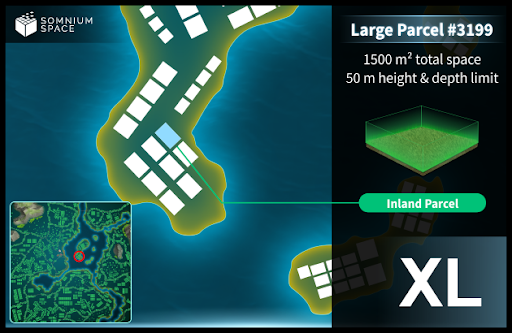 SOMNIUM
SPACE
Large Parcel #3199
1500 m² total space
50 m height & depth limit
Inland Parcel
XL